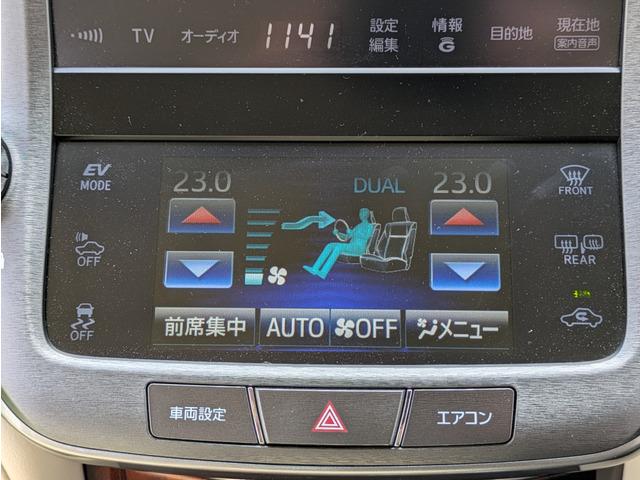 TV オーディオ 1141 設定編集 情報G 目的地 現在地 案内音声
EV MODE 23.0 DUAL 23.0 FRONT
OFF REAR
OFF 前席集中 AUTO OFF メニュー
車両設定 エアコン